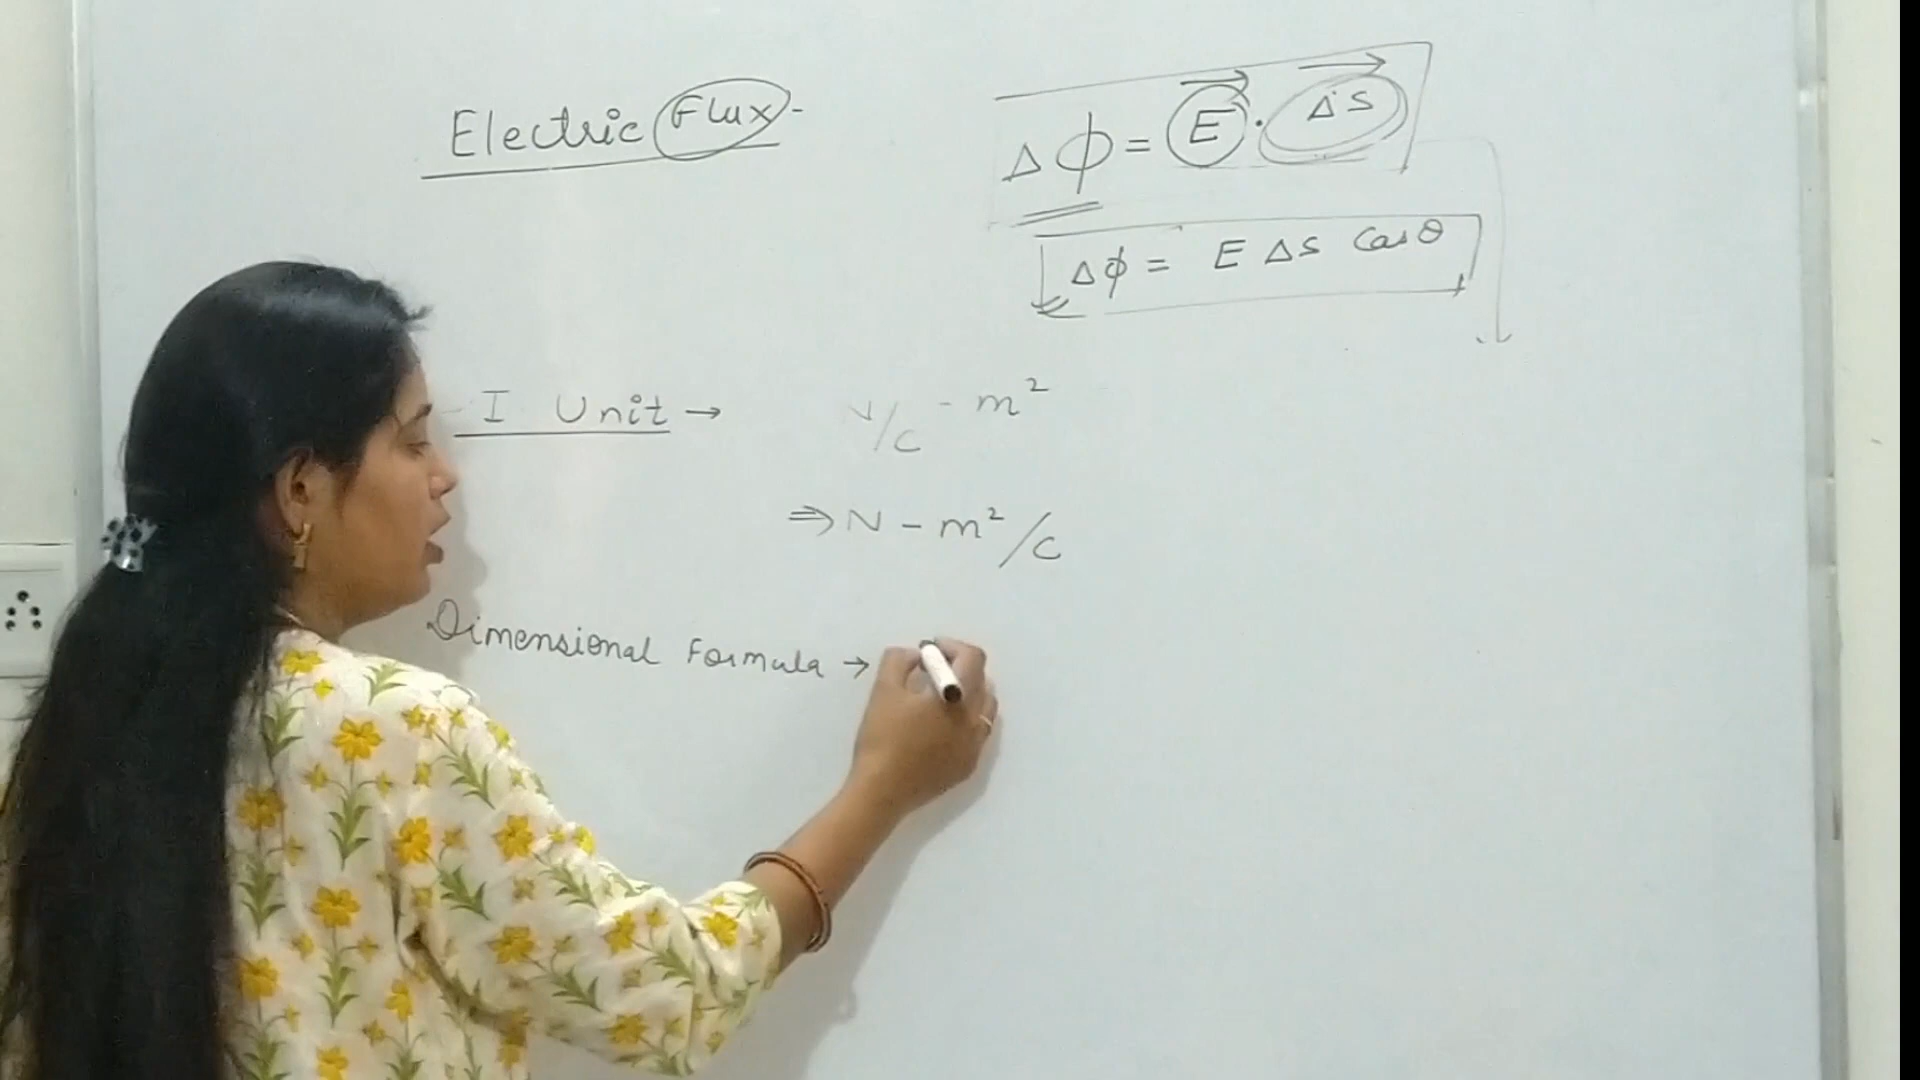 Electric Flux -
Δφ = E⃗ · Δs⃗
Δφ = E Δs Cosθ
I Unit → N/C - m²
⇒ N - m²/C
Dimensional Formula →